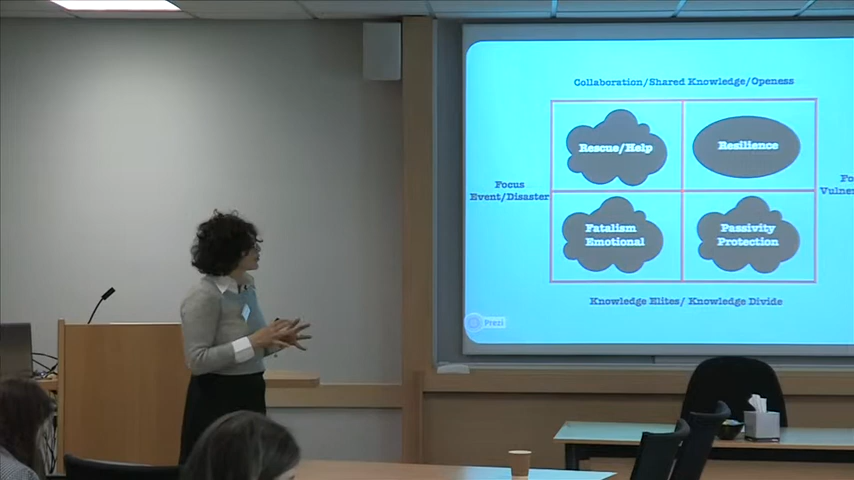 Collaboration/Shared Knowledge/Openess
Rescue/Help
Resilience
Focus
Event/Disaster
Fatalism
Emotional
Passivity
Protection
Knowledge Elites/ Knowledge Divide
Prezi